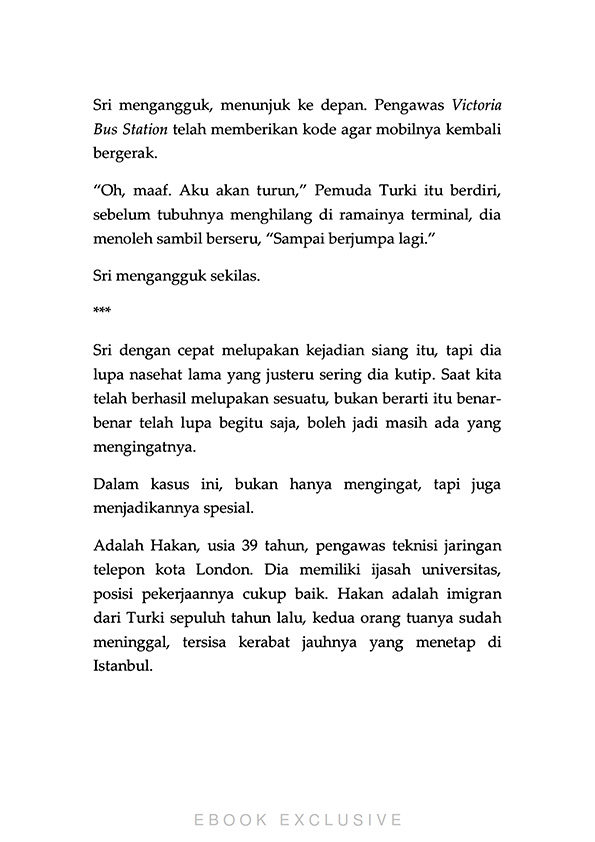 Sri mengangguk, menunjuk ke depan. Pengawas Victoria
Bus Station telah memberikan kode agar mobilnya kembali
bergerak.
“Oh, maaf. Aku akan turun,” Pemuda Turki itu berdiri,
sebelum tubuhnya menghilang di ramainya terminal, dia
menoleh sambil berseru, “Sampai berjumpa lagi.”
Sri mengangguk sekilas.
***
Sri dengan cepat melupakan kejadian siang itu, tapi dia
lupa nasehat lama yang justeru sering dia kutip. Saat kita
telah berhasil melupakan sesuatu, bukan berarti itu benar-
benar telah lupa begitu saja, boleh jadi masih ada yang
mengingatnya.
Dalam kasus ini, bukan hanya mengingat, tapi juga
menjadikannya spesial.
Adalah Hakan, usia 39 tahun, pengawas teknisi jaringan
telepon kota London. Dia memiliki ijasah universitas,
posisi pekerjaannya cukup baik. Hakan adalah imigran
dari Turki sepuluh tahun lalu, kedua orang tuanya sudah
meninggal, tersisa kerabat jauhnya yang menetap di
Istanbul.
EBOOK EXCLUSIVE